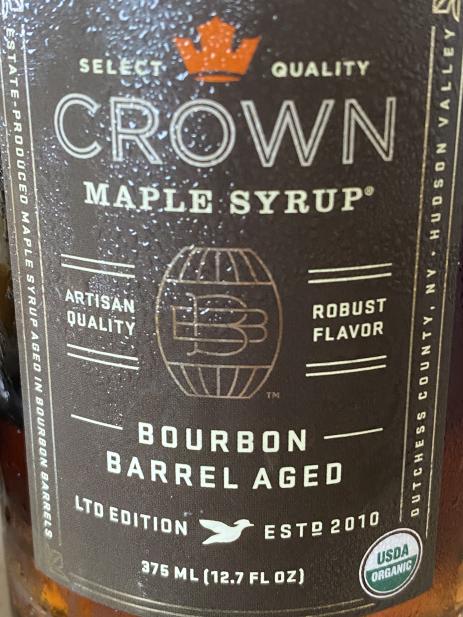 SELECT QUALITY
CROWN
MAPLE SYRUP®
ARTISAN
QUALITY
BB
™
ROBUST
FLAVOR
BOURBON
BARREL AGED
LTD EDITION ESTD 2010
375 ML (12.7 FL OZ)
USDA
ORGANIC
ESTATE-PRODUCED MAPLE SYRUP AGED IN BOURBON BARRELS
DUTCHESS COUNTY, NY • HUDSON VALLEY